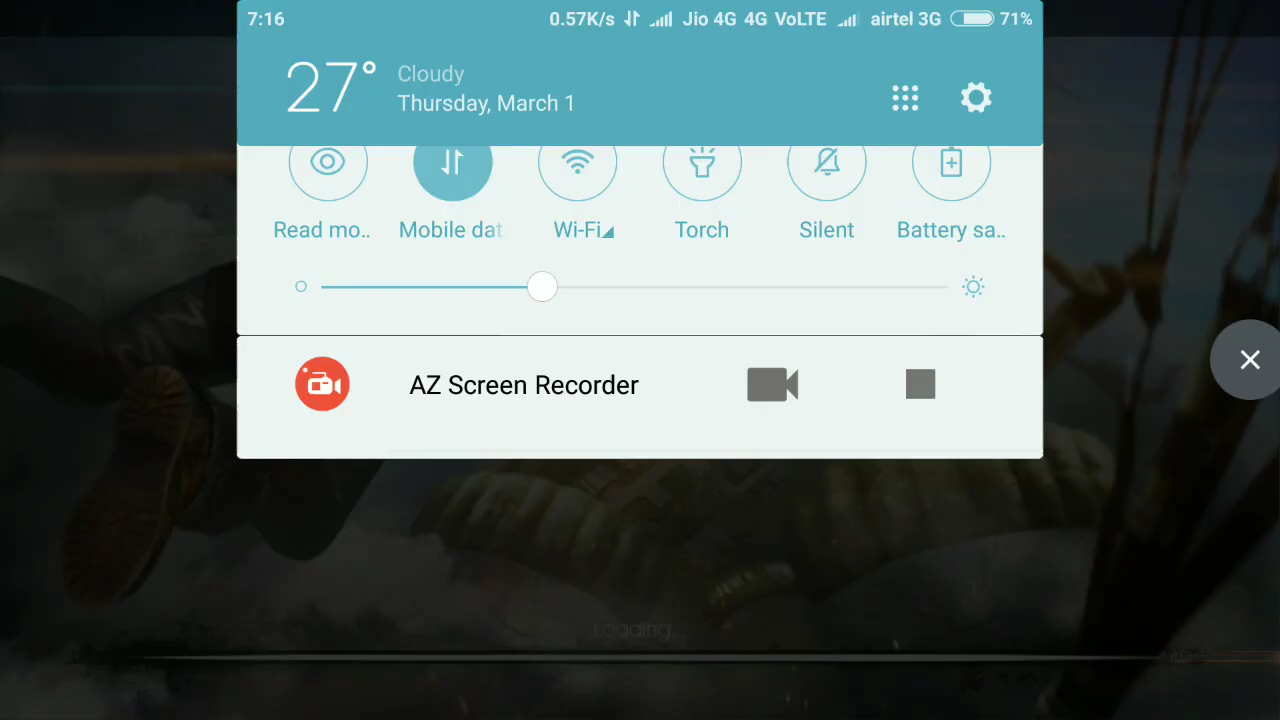 7:16 0.57K/s Jio 4G 4G VoLTE airtel 3G 71%
27° Cloudy
Thursday, March 1
Read mo.. Mobile dat Wi-Fi Torch Silent Battery sa..
AZ Screen Recorder
Loading